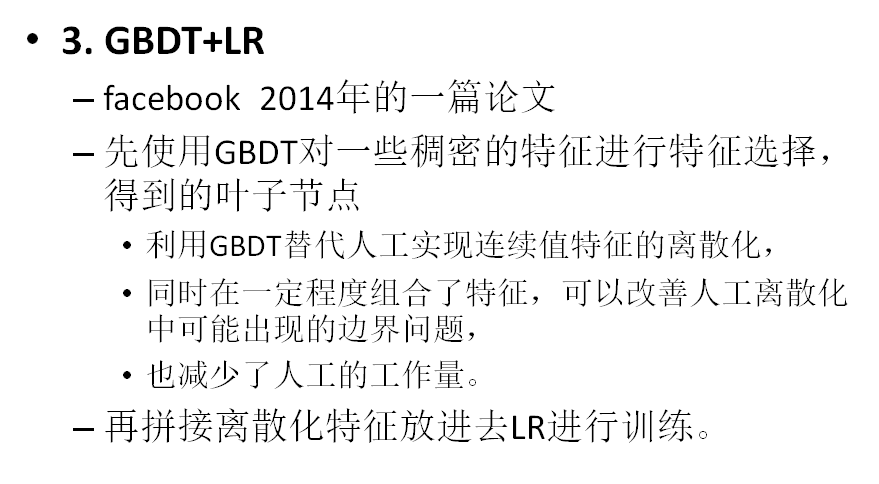 • 3. GBDT+LR
– facebook 2014年的一篇论文
– 先使用GBDT对一些稠密的特征进行特征选择，
得到的叶子节点
• 利用GBDT替代人工实现连续值特征的离散化，
• 同时在一定程度组合了特征，可以改善人工离散化
中可能出现的边界问题，
• 也减少了人工的工作量。
– 再拼接离散化特征放进去LR进行训练。